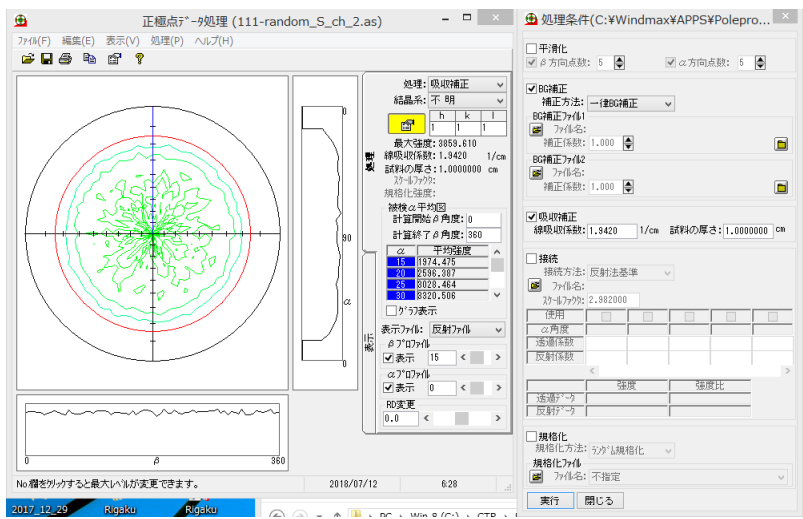 正極点ﾃﾞｰﾀ処理 (111-random_S_ch_2.as)
ﾌｧｲﾙ(F) 編集(E) 表示(V) 処理(P) ヘルプ(H)
処理: 吸収補正
結晶系: 不 明
h k l
1 1 1
最大強度: 3859.610
線吸収係数: 1.9420 1/cm
試料の厚さ: 1.0000000 cm
ｽｹｰﾙﾌｧｸﾀ:
規格化強度:
被検α平均図
計算開始β角度: 0
計算終了β角度: 360
α 平均強度
15 1974.475
20 2596.387
25 3028.464
30 3320.506
ｸﾞﾗﾌ表示
表示ﾌｧｲﾙ: 反射ﾌｧｲﾙ
βﾌﾟﾛﾌｧｲﾙ
表示 15
αﾌﾟﾛﾌｧｲﾙ
表示 0
RD変更
0.0
処理
表示
0
90
α
0
0 β 360
No.欄をｸﾘｯｸすると最大ﾚﾍﾞﾙが変更できます。
2018/07/12 6:28
2017_12_29 Rigaku Rigaku
PC Win 8 (C:) CTR
処理条件(C:¥Windmax¥APPS¥Polepro...
平滑化
β方向点数: 5 α方向点数: 5
BG補正
補正方法: 一律BG補正
BG補正ﾌｧｲﾙ1
ﾌｧｲﾙ名:
補正係数: 1.000
BG補正ﾌｧｲﾙ2
ﾌｧｲﾙ名:
補正係数: 1.000
吸収補正
線吸収係数: 1.9420 1/cm 試料の厚さ: 1.0000000 cm
接続
接続方法: 反射法基準
ﾌｧｲﾙ名:
ｽｹｰﾙﾌｧｸﾀ: 2.982000
使用
α角度
透過係数
反射係数
強度 強度比
透過ﾃﾞｰﾀ
反射ﾃﾞｰﾀ
規格化
規格化方法: ﾗﾝﾀﾞﾑ規格化
規格化ﾌｧｲﾙ
ﾌｧｲﾙ名: 不指定
実行 閉じる